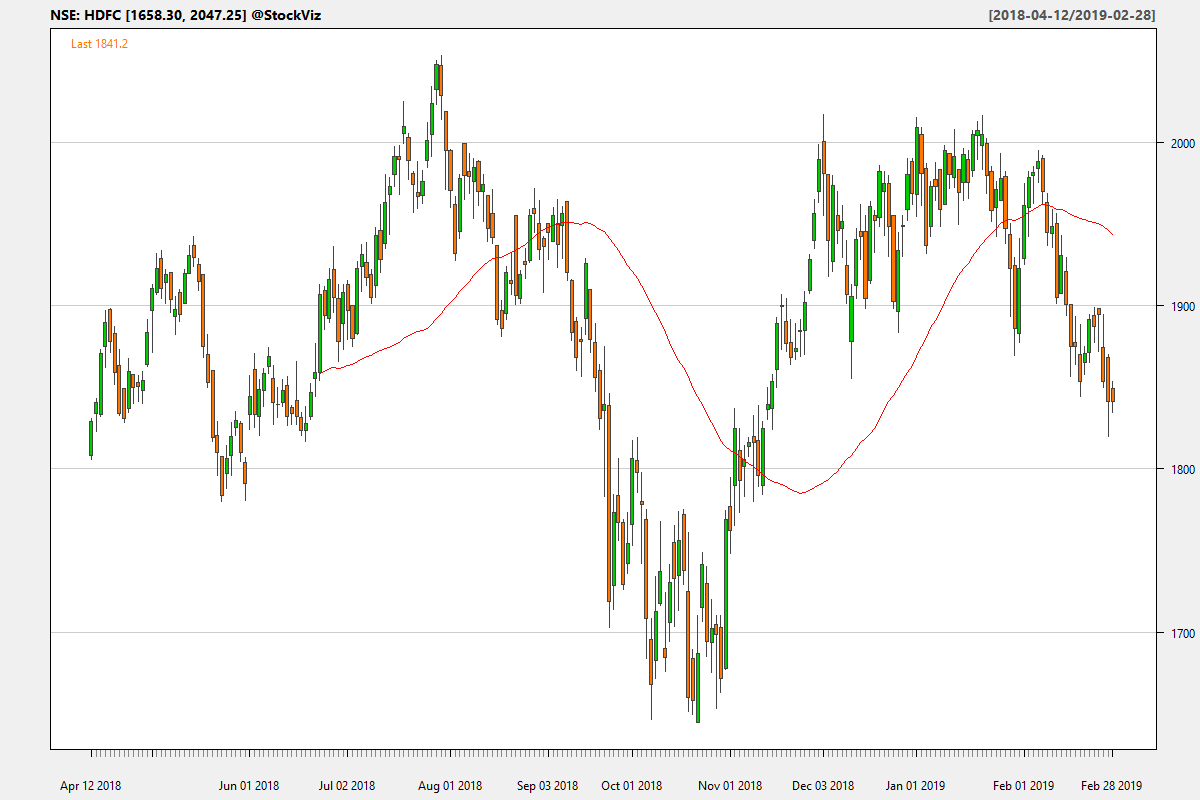 NSE: HDFC [1658.30, 2047.25] @StockViz [2018-04-12/2019-02-28]
Last 1841.2
2000
1900
1800
1700
Apr 12 2018 Jun 01 2018 Jul 02 2018 Aug 01 2018 Sep 03 2018 Oct 01 2018 Nov 01 2018 Dec 03 2018 Jan 01 2019 Feb 01 2019 Feb 28 2019